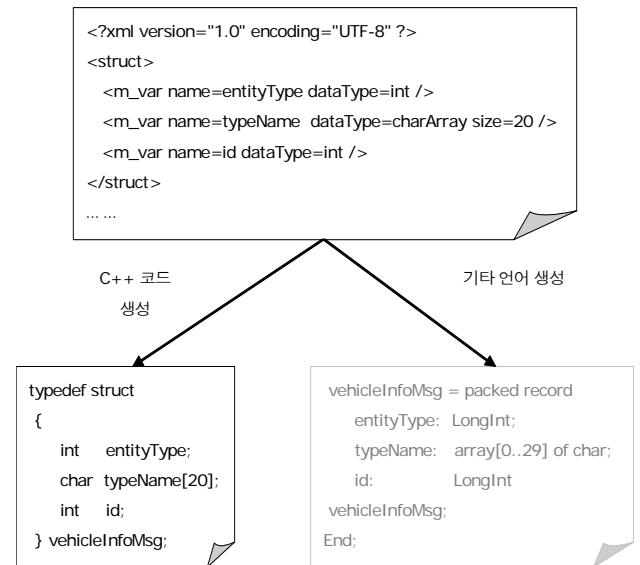 <?xml version="1.0" encoding="UTF-8" ?>
<struct>
<m_var name=entityType dataType=int />
<m_var name=typeName dataType=charArray size=20 />
<m_var name=id dataType=int />
</struct>
... ...
C++ 코드
생성
기타 언어 생성
typedef struct
{
int entityType;
char typeName[20];
int id;
} vehicleInfoMsg;
vehicleInfoMsg = packed record
entityType: LongInt;
typeName: array[0..29] of char;
id: LongInt
vehicleInfoMsg;
End;